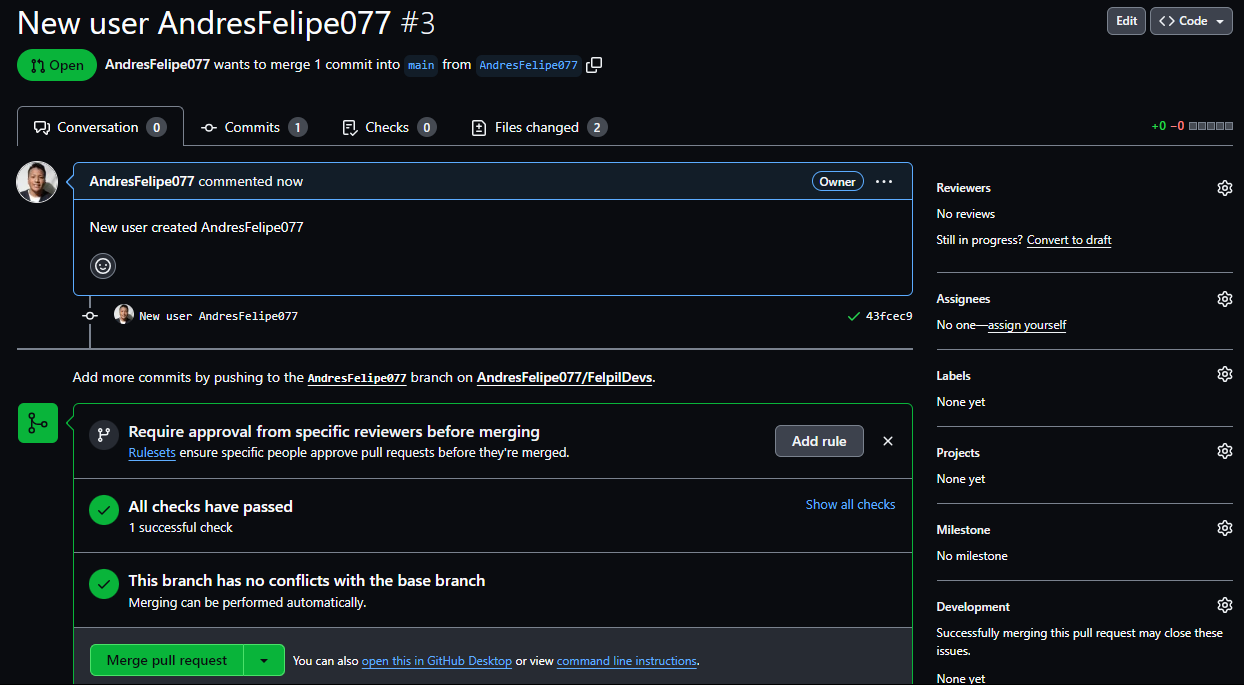 New user AndresFelipe077 #3
Edit
Code
Open
AndresFelipe077 wants to merge 1 commit into main from AndresFelipe077
Conversation 0
Commits 1
Checks 0
Files changed 2
+0 −0
AndresFelipe077 commented now
Owner
New user created AndresFelipe077
New user AndresFelipe077
43fcec9
Add more commits by pushing to the AndresFelipe077 branch on AndresFelipe077/FelpilDevs.
Require approval from specific reviewers before merging
Rulesets ensure specific people approve pull requests before they're merged.
Add rule
All checks have passed
1 successful check
Show all checks
This branch has no conflicts with the base branch
Merging can be performed automatically.
Merge pull request
You can also open this in GitHub Desktop or view command line instructions.
Reviewers
No reviews
Still in progress? Convert to draft
Assignees
No one—assign yourself
Labels
None yet
Projects
None yet
Milestone
No milestone
Development
Successfully merging this pull request may close these
issues.
None yet